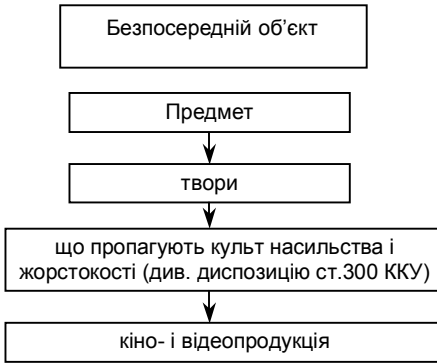 Безпосередній об’єкт
Предмет
твори
що пропагують культ насильства і
жорстокості (див. диспозицію ст.300 ККУ)
кіно- і відеопродукція